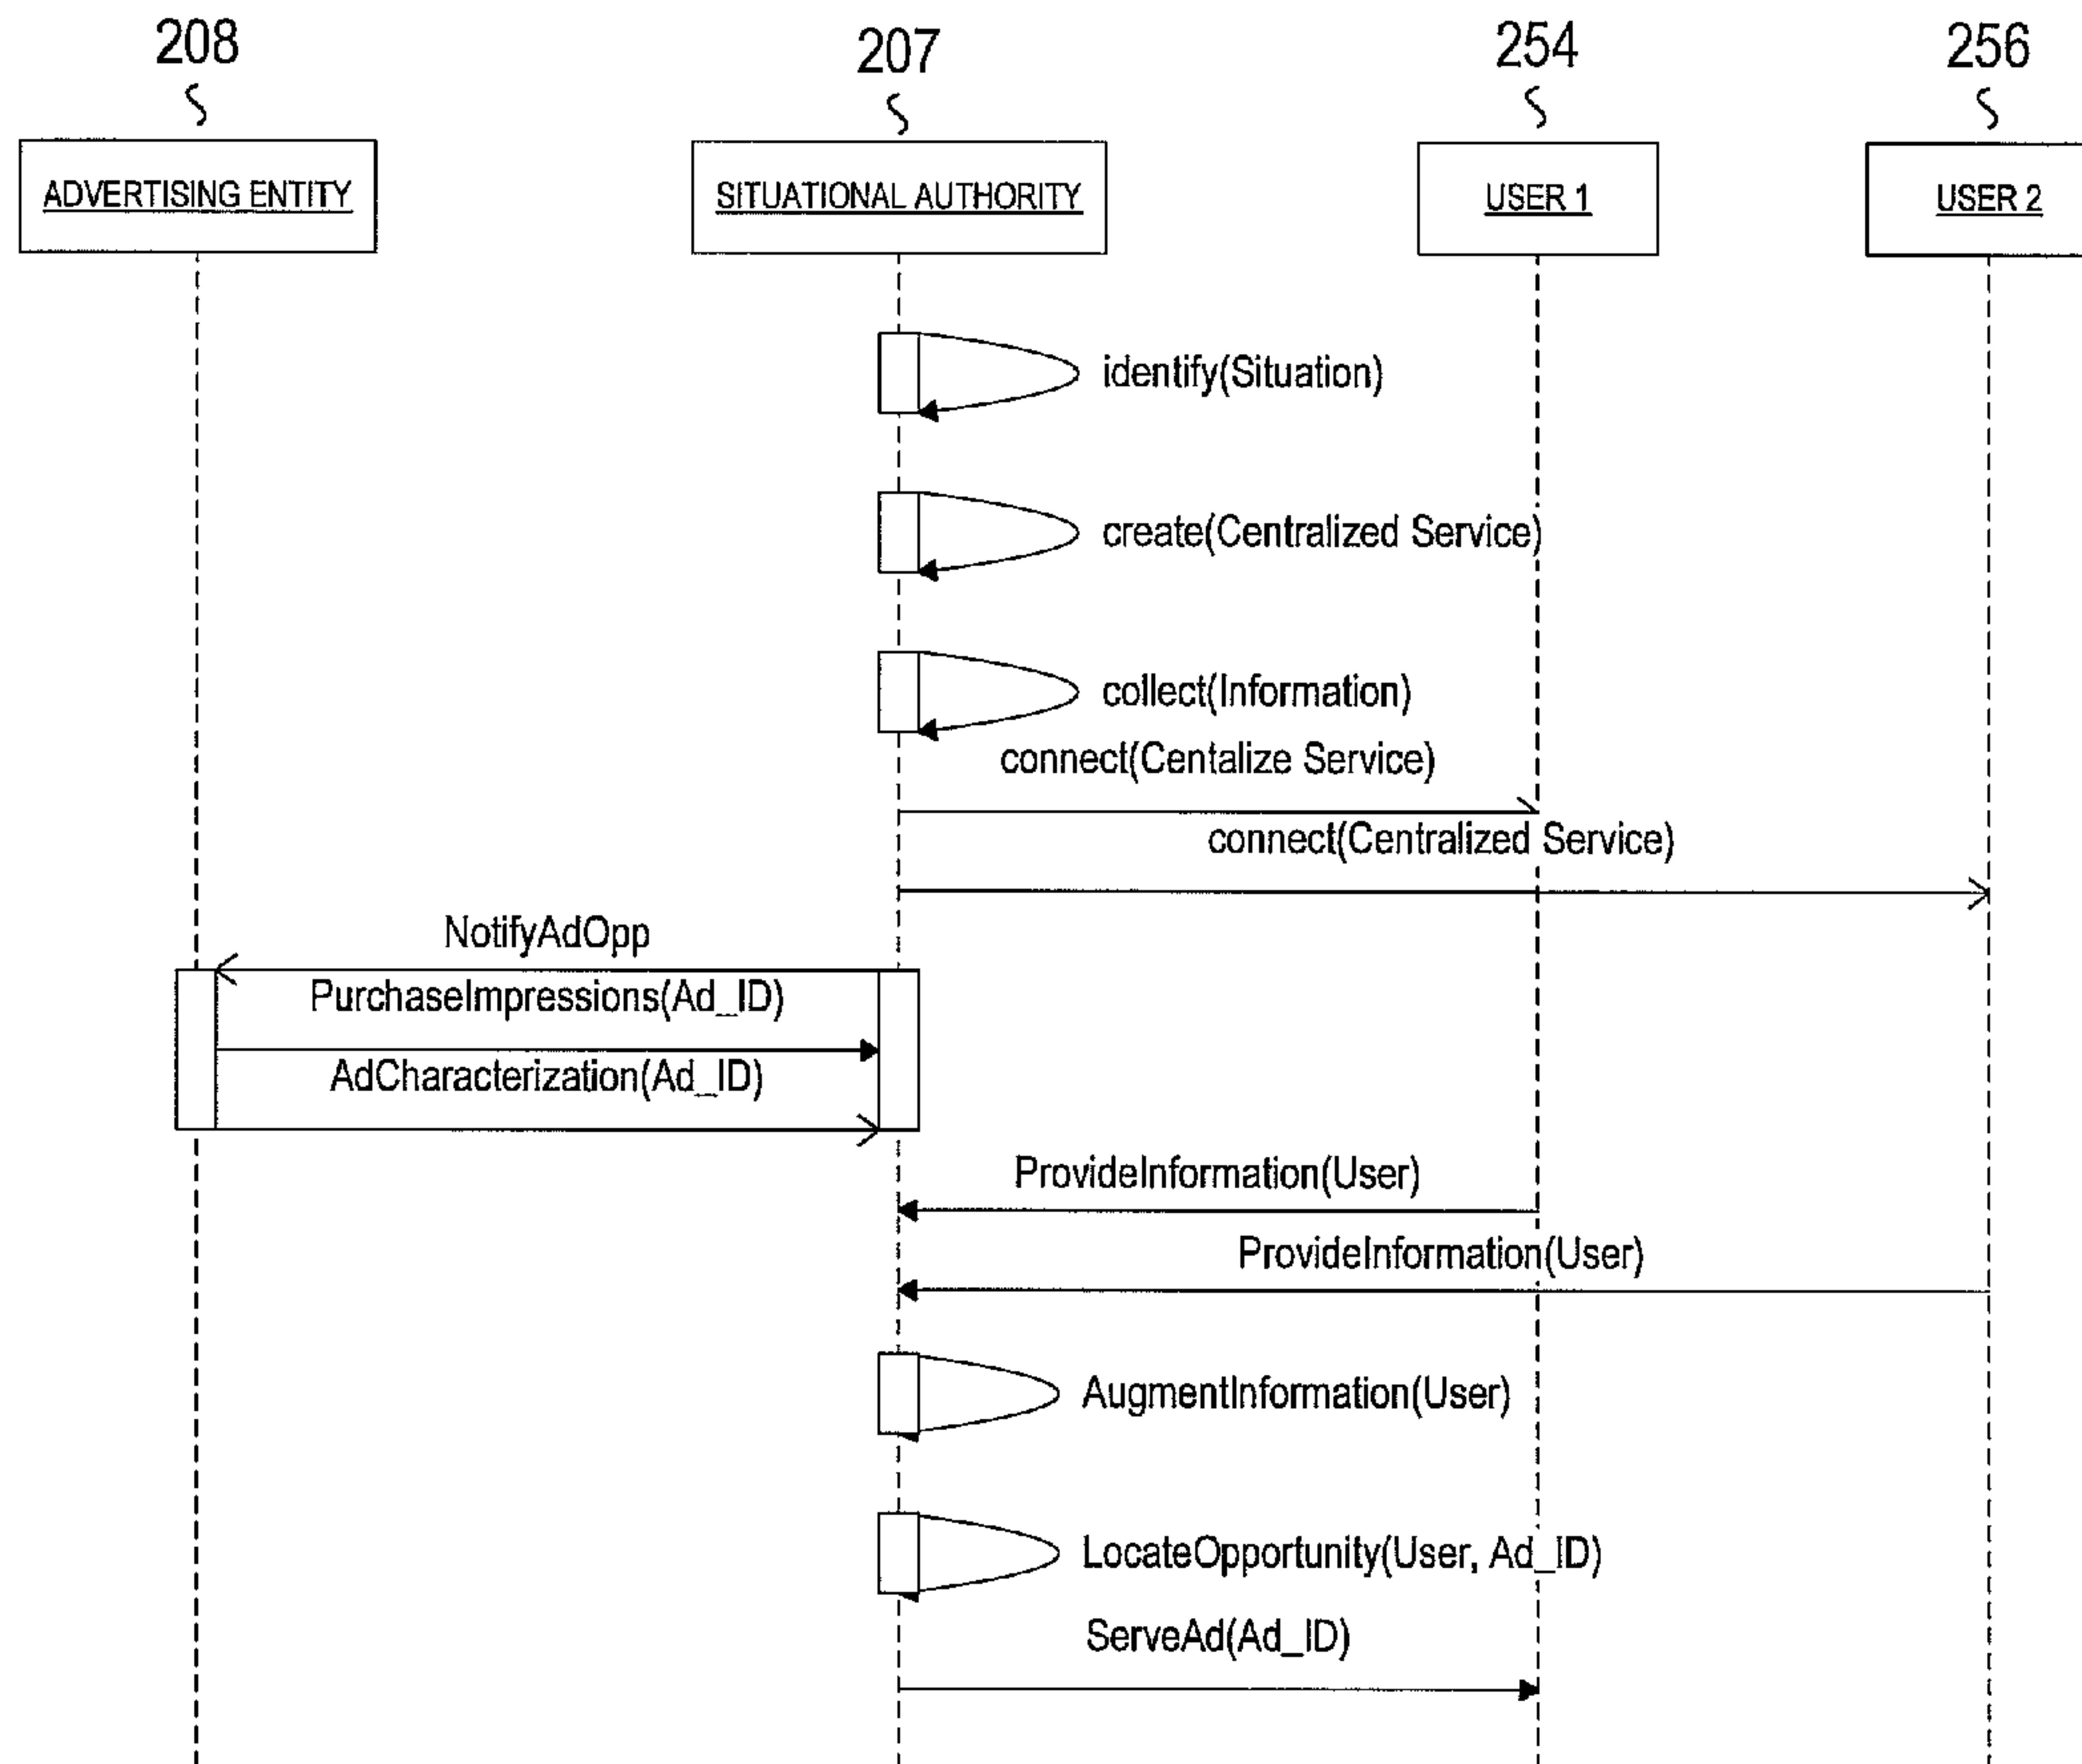 208
207
254
256
ADVERTISING ENTITY
SITUATIONAL AUTHORITY
USER 1
USER 2
identify(Situation)
create(Centralized Service)
collect(Information)
connect(Centalize Service)
connect(Centralized Service)
NotifyAdOpp
PurchaseImpressions(Ad_ID)
AdCharacterization(Ad_ID)
ProvideInformation(User)
ProvideInformation(User)
AugmentInformation(User)
LocateOpportunity(User, Ad_ID)
ServeAd(Ad_ID)